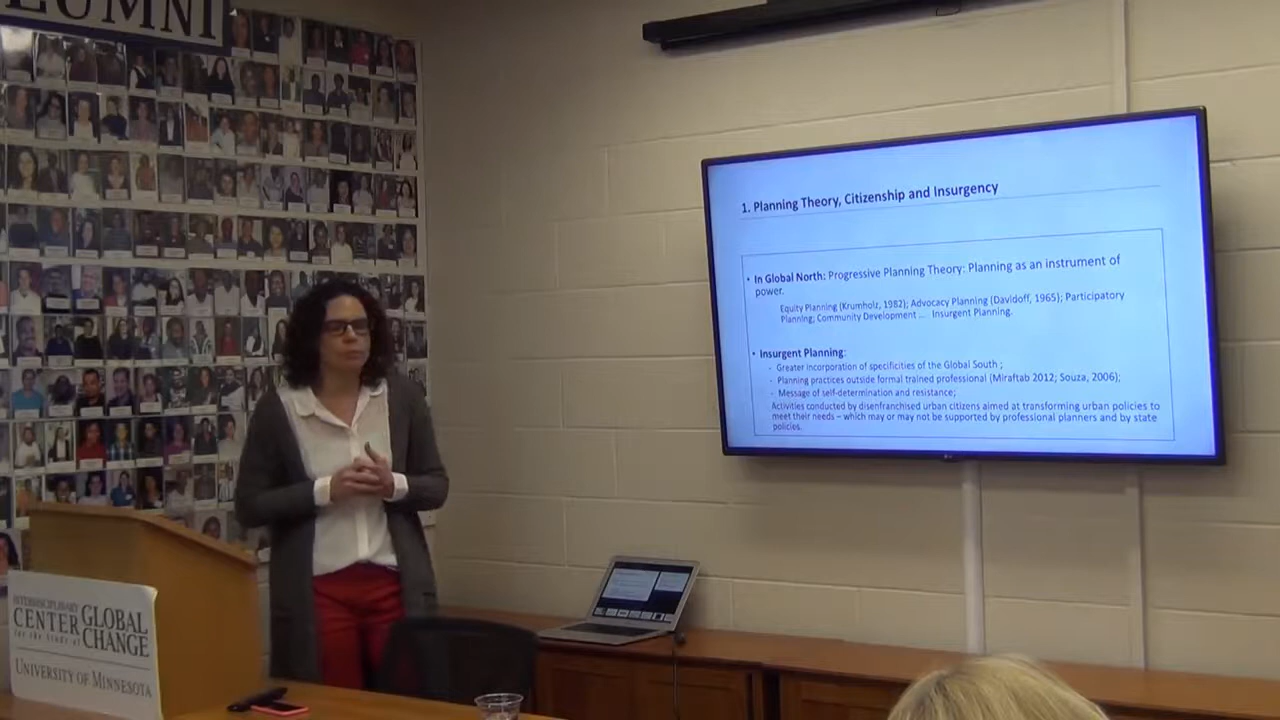 ALUMNI
1. Planning Theory, Citizenship and Insurgency
• In Global North: Progressive Planning Theory: Planning as an instrument of
power.
Equity Planning (Krumholz, 1982); Advocacy Planning (Davidoff, 1965); Participatory
Planning; Community Development ... Insurgent Planning.
• Insurgent Planning:
- Greater incorporation of specificities of the Global South ;
- Planning practices outside formal trained professional (Miraftab 2012; Souza, 2006);
- Message of self-determination and resistance;
Activities conducted by disenfranchised urban citizens aimed at transforming urban policies to
meet their needs – which may or may not be supported by professional planners and by state
policies.
INTERDISCIPLINARY
CENTER GLOBAL
for the Study of CHANGE
UNIVERSITY OF MINNESOTA